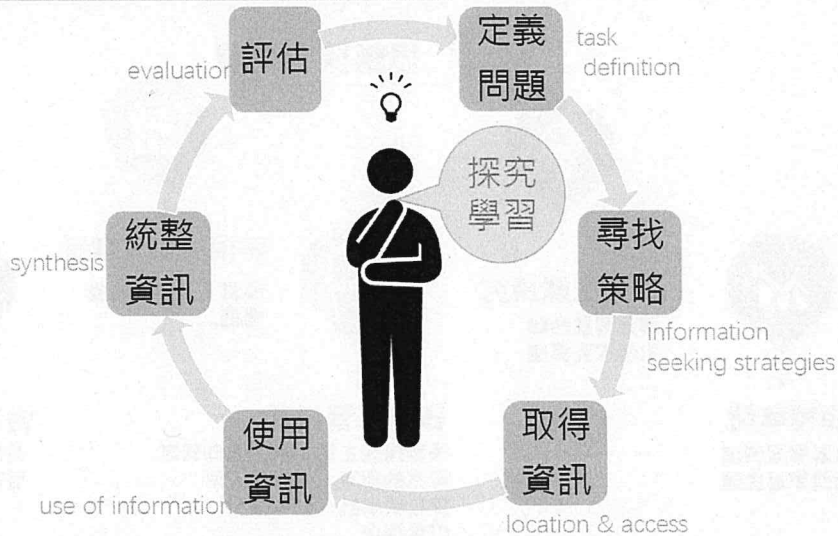 評估
evaluation
定義
問題
task
definition
探究
學習
尋找
策略
information
seeking strategies
取得
資訊
location & access
使用
資訊
use of information
統整
資訊
synthesis